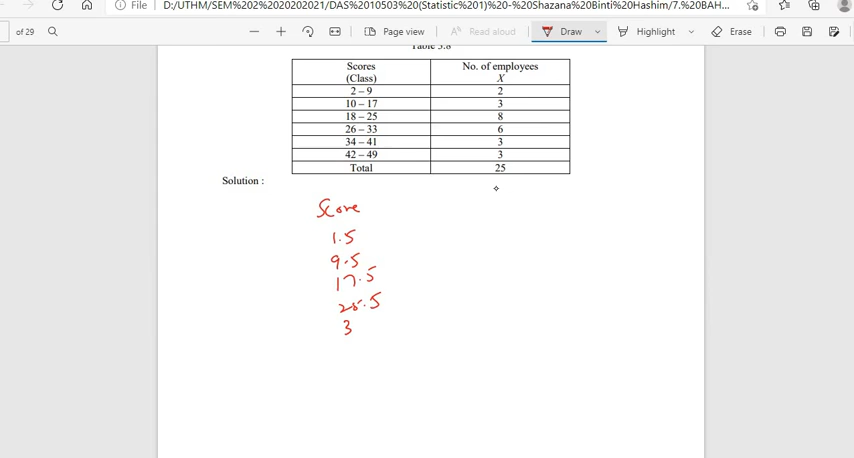 File D:/UTHM/SEM%202%2020202021/DAS%2010503%20(Statistic%201)%20-%20Shazana%20Binti%20Hashim/7.%20BAH...
of 29 Page view Read aloud Draw Highlight Erase
Table 3.8
Scores No. of employees
(Class) X
2 – 9 2
10 – 17 3
18 – 25 8
26 – 33 6
34 – 41 3
42 – 49 3
Total 25
Solution :
Score
1.5
9.5
17.5
25.5
3